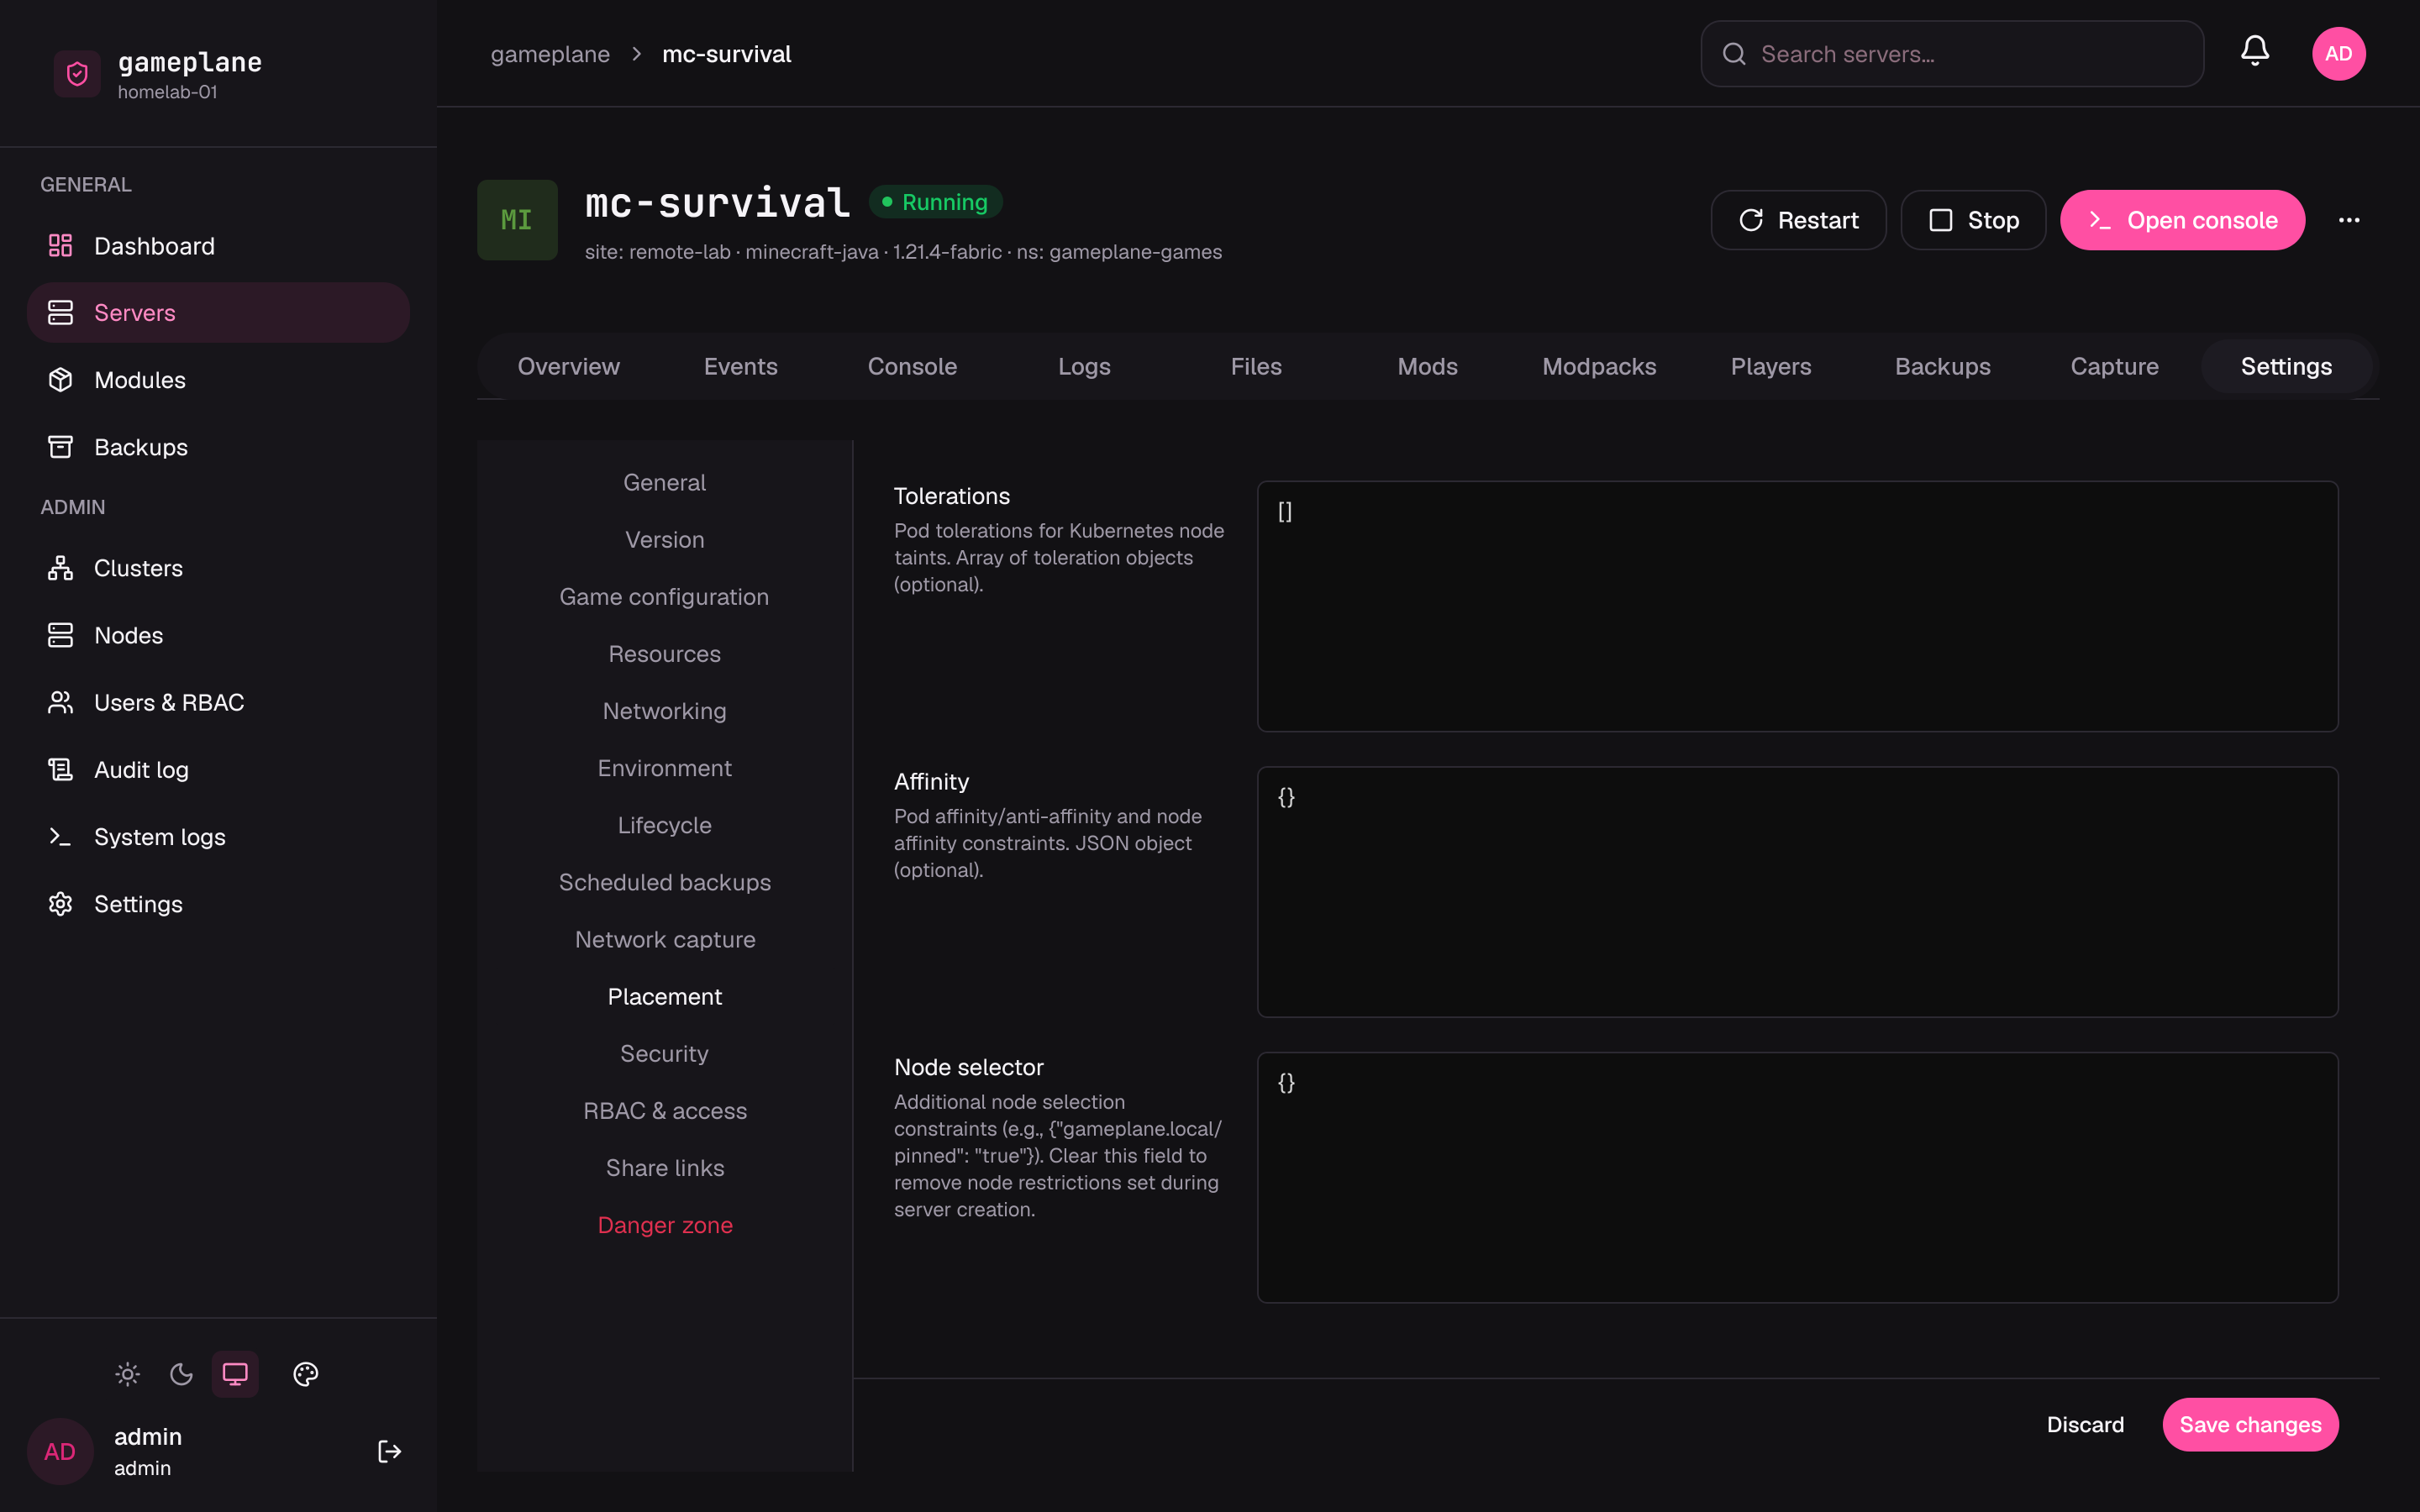 gameplane
homelab-01
GENERAL
Dashboard
Servers
Modules
Backups
ADMIN
Clusters
Nodes
Users & RBAC
Audit log
System logs
Settings
AD
admin
admin
gameplane > mc-survival
Search servers...
AD
MI
mc-survival
Running
site: remote-lab · minecraft-java · 1.21.4-fabric · ns: gameplane-games
Restart
Stop
Open console
Overview
Events
Console
Logs
Files
Mods
Modpacks
Players
Backups
Capture
Settings
General
Version
Game configuration
Resources
Networking
Environment
Lifecycle
Scheduled backups
Network capture
Placement
Security
RBAC & access
Share links
Danger zone
Tolerations
Pod tolerations for Kubernetes node
taints. Array of toleration objects
(optional).
[]
Affinity
Pod affinity/anti-affinity and node
affinity constraints. JSON object
(optional).
{}
Node selector
Additional node selection
constraints (e.g., {"gameplane.local/
pinned": "true"}). Clear this field to
remove node restrictions set during
server creation.
{}
Discard
Save changes